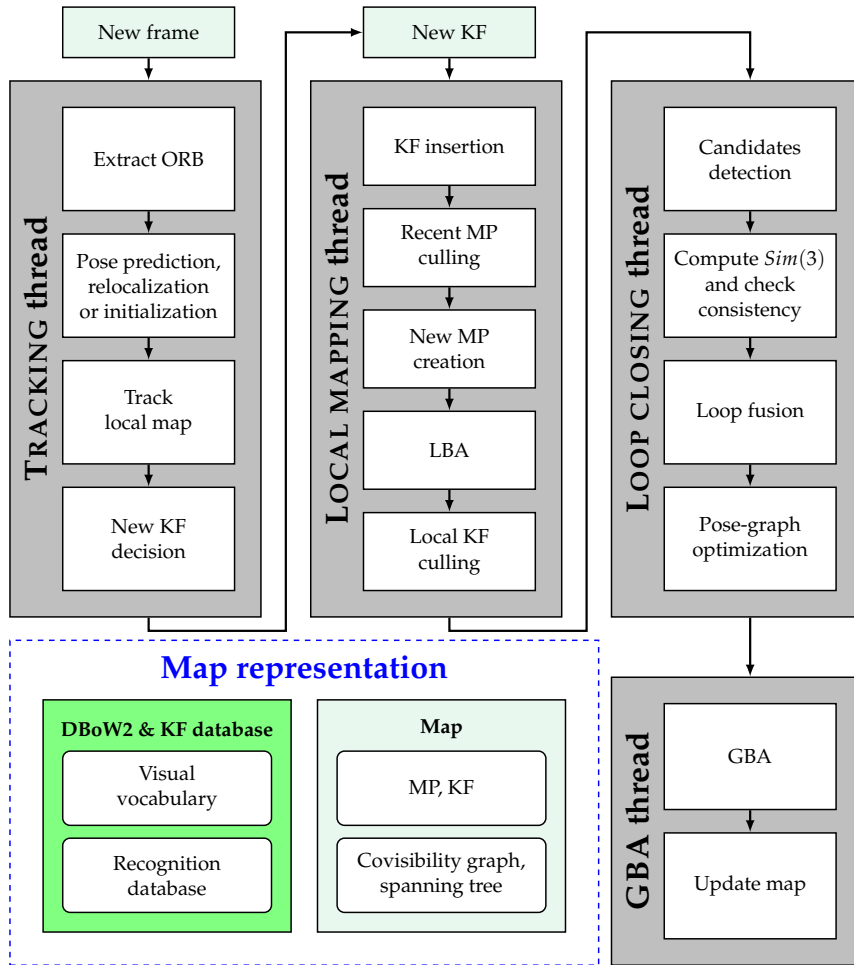 New frame
TRACKING thread
Extract ORB
Pose prediction,
relocalization
or initialization
Track
local map
New KF
decision
New KF
LOCAL MAPPING thread
KF insertion
Recent MP
culling
New MP
creation
LBA
Local KF
culling
LOOP CLOSING thread
Candidates
detection
Compute Sim(3)
and check
consistency
Loop fusion
Pose-graph
optimization
Map representation
DBoW2 & KF database
Visual
vocabulary
Recognition
database
Map
MP, KF
Covisibility graph,
spanning tree
GBA thread
GBA
Update map